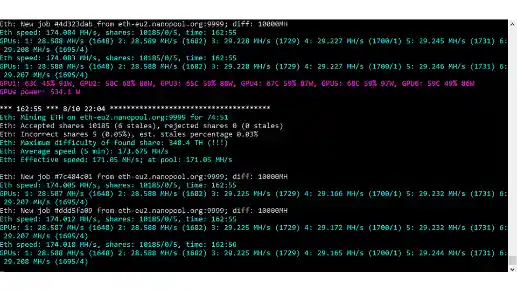 Eth: New job #4d323dab from eth-eu2.nanopool.org:9999; diff: 10000MH
Eth speed: 174.084 MH/s, shares: 10185/0/5, time: 162:55
GPUs: 1: 28.588 MH/s (1648) 2: 28.589 MH/s (1682) 3: 29.228 MH/s (1729) 4: 29.227 MH/s (1700/1) 5: 29.245 MH/s (1731) 6:
29.208 MH/s (1695/4)
Eth speed: 174.083 MH/s, shares: 10185/0/5, time: 162:55
GPUs: 1: 28.588 MH/s (1648) 2: 28.588 MH/s (1682) 3: 29.228 MH/s (1729) 4: 29.227 MH/s (1700/1) 5: 29.246 MH/s (1731) 6:
29.207 MH/s (1695/4)
GPU1: 63C 45% 91W, GPU2: 58C 68% 88W, GPU3: 65C 59% 88W, GPU4: 67C 59% 87W, GPU5: 68C 59% 97W, GPU6: 59C 49% 86W
GPUs power: 534.1 W
*** 162:55 *** 8/10 22:04 **************************************
Eth: Mining ETH on eth-eu2.nanopool.org:9999 for 74:51
Eth: Accepted shares 10185 (6 stales), rejected shares 0 (0 stales)
Eth: Incorrect shares 5 (0.05%), est. stales percentage 0.03%
Eth: Maximum difficulty of found share: 340.4 TH (!!!)
Eth: Average speed (5 min): 173.675 MH/s
Eth: Effective speed: 171.05 MH/s; at pool: 171.05 MH/s
Eth: New job #7c484c01 from eth-eu2.nanopool.org:9999; diff: 10000MH
Eth speed: 174.005 MH/s, shares: 10185/0/5, time: 162:55
GPUs: 1: 28.587 MH/s (1648) 2: 28.588 MH/s (1682) 3: 29.225 MH/s (1729) 4: 29.166 MH/s (1700/1) 5: 29.232 MH/s (1731) 6:
29.207 MH/s (1695/4)
Eth: New job #ddd5fa09 from eth-eu2.nanopool.org:9999; diff: 10000MH
Eth speed: 174.012 MH/s, shares: 10185/0/5, time: 162:55
GPUs: 1: 28.587 MH/s (1648) 2: 28.588 MH/s (1682) 3: 29.225 MH/s (1729) 4: 29.172 MH/s (1700/1) 5: 29.232 MH/s (1731) 6:
29.207 MH/s (1695/4)
Eth speed: 174.018 MH/s, shares: 10185/0/5, time: 162:56
GPUs: 1: 28.587 MH/s (1648) 2: 28.589 MH/s (1682) 3: 29.225 MH/s (1729) 4: 29.165 MH/s (1700/1) 5: 29.244 MH/s (1731) 6:
29.208 MH/s (1695/4)